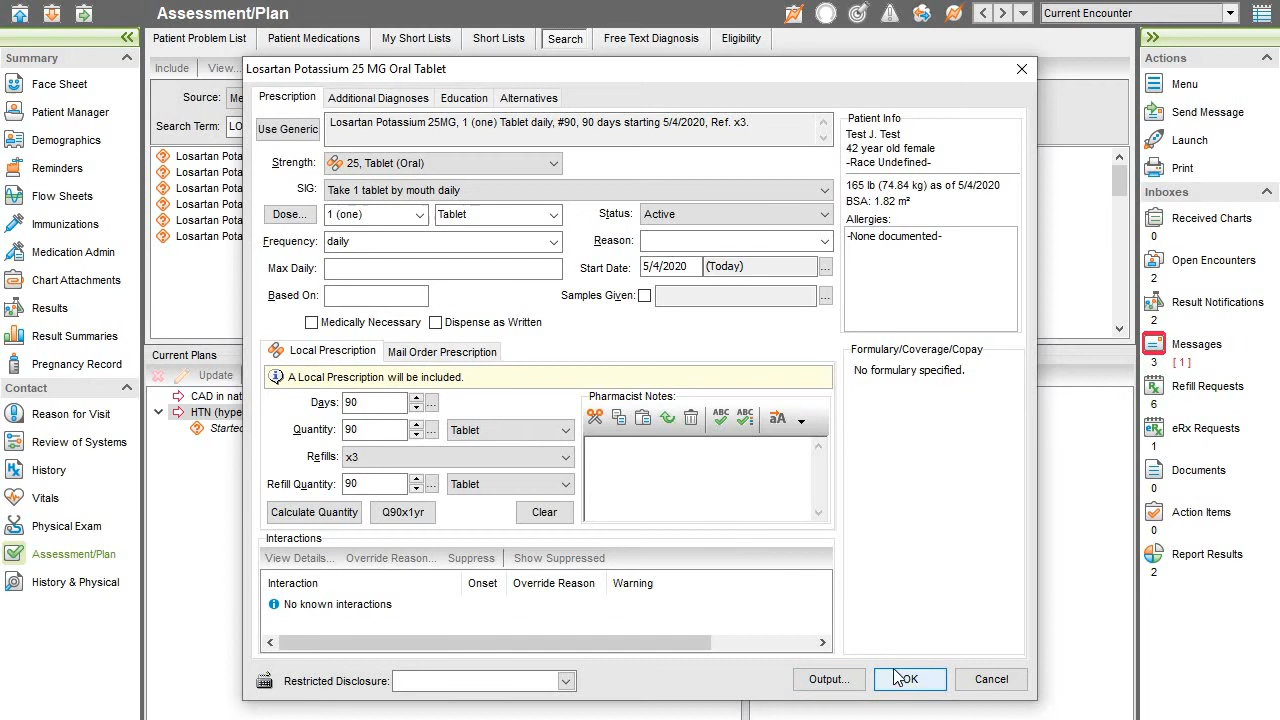 Assessment/Plan
Current Encounter
Summary
Face Sheet
Patient Manager
Demographics
Reminders
Flow Sheets
Immunizations
Medication Admin
Chart Attachments
Results
Result Summaries
Pregnancy Record
Contact
Reason for Visit
Review of Systems
History
Vitals
Physical Exam
Assessment/Plan
History & Physical
Patient Problem List
Patient Medications
My Short Lists
Short Lists
Search
Free Text Diagnosis
Eligibility
Include
View...
Source: Me
Search Term: LO
Losartan Pota
Losartan Pota
Losartan Pota
Losartan Pota
Losartan Pota
Losartan Pota
Current Plans
Update
CAD in nat
HTN (hype
Started
Losartan Potassium 25 MG Oral Tablet
Prescription
Additional Diagnoses
Education
Alternatives
Use Generic
Losartan Potassium 25MG, 1 (one) Tablet daily, #90, 90 days starting 5/4/2020, Ref. x3.
Strength: 25, Tablet (Oral)
SIG: Take 1 tablet by mouth daily
Dose... 1 (one) Tablet
Status: Active
Frequency: daily
Reason:
Max Daily:
Start Date: 5/4/2020 (Today) ...
Based On:
Samples Given: ...
Medically Necessary
Dispense as Written
Local Prescription
Mail Order Prescription
A Local Prescription will be included.
Days: 90 ...
Quantity: 90 ... Tablet
Refills: x3
Refill Quantity: 90 ... Tablet
Calculate Quantity
Q90x1yr
Clear
Pharmacist Notes:
ABC ABC aA
Interactions
View Details...
Override Reason...
Suppress
Show Suppressed
Interaction
Onset
Override Reason
Warning
No known interactions
Restricted Disclosure:
Output...
OK
Cancel
Patient Info
Test J. Test
42 year old female
-Race Undefined-
165 lb (74.84 kg) as of 5/4/2020
BSA: 1.82 m²
Allergies:
-None documented-
Formulary/Coverage/Copay
No formulary specified.
Actions
Menu
Send Message
Launch
Print
Inboxes
Received Charts
0
Open Encounters
2
Result Notifications
2
Messages
3 [ 1 ]
Refill Requests
6
eRx Requests
1
Documents
0
Action Items
0
Report Results
2